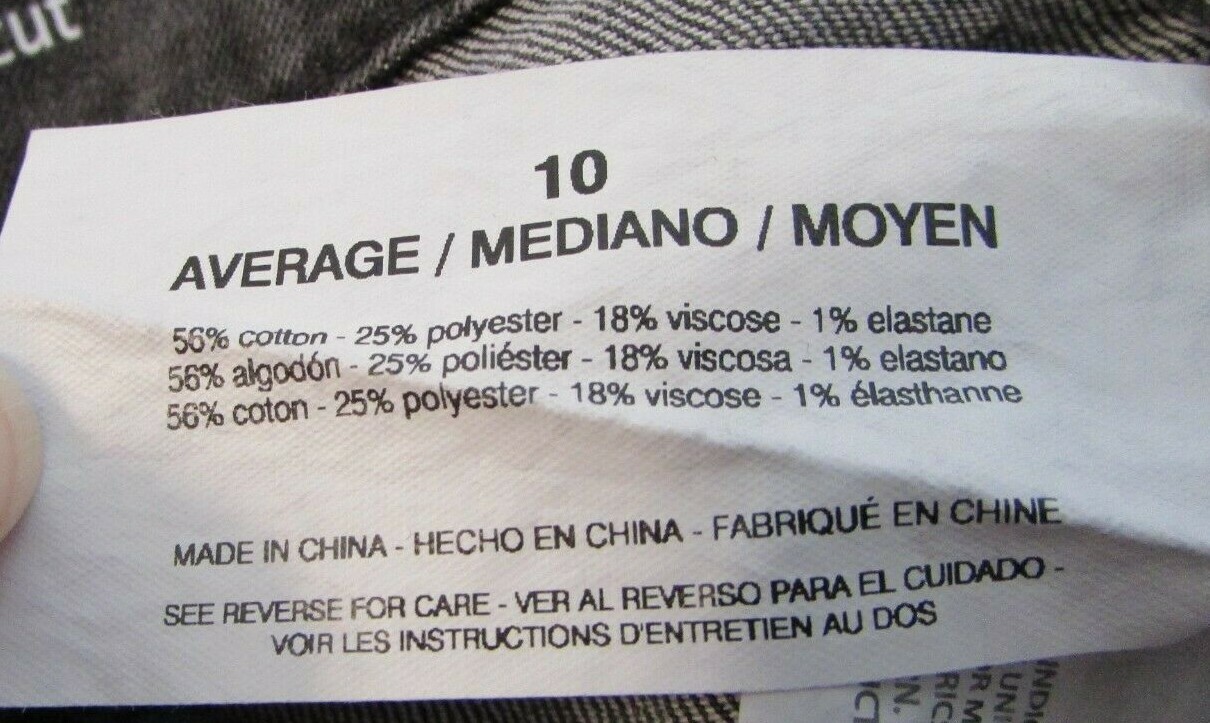 cut
10
AVERAGE / MEDIANO / MOYEN
56% cotton - 25% polyester - 18% viscose - 1% elastane
56% algodón - 25% poliéster - 18% viscosa - 1% elastano
56% coton - 25% polyester - 18% viscose - 1% élasthanne
MADE IN CHINA - HECHO EN CHINA - FABRIQUÉ EN CHINE
SEE REVERSE FOR CARE - VER AL REVERSO PARA EL CUIDADO -
VOIR LES INSTRUCTIONS D'ENTRETIEN AU DOS